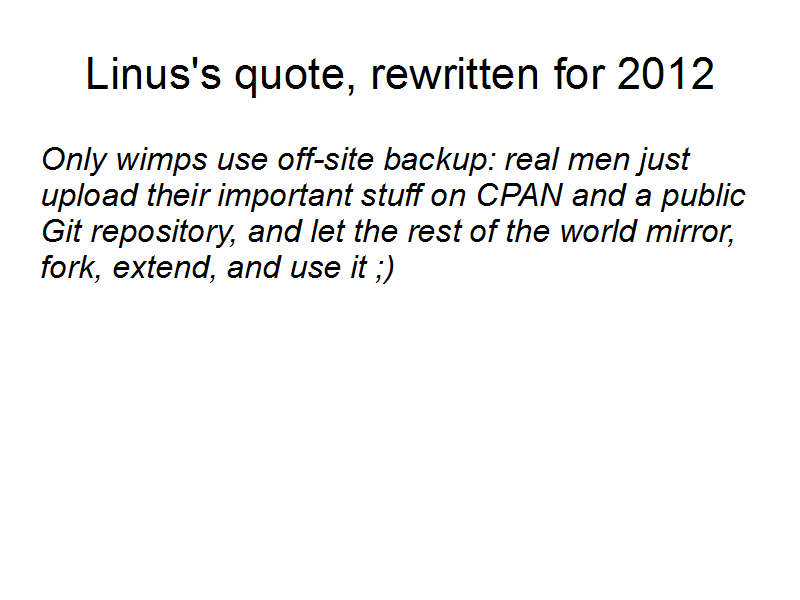 Linus's quote, rewritten for 2012
Only wimps use off-site backup: real men just
upload their important stuff on CPAN and a public
Git repository, and let the rest of the world mirror,
fork, extend, and use it ;)